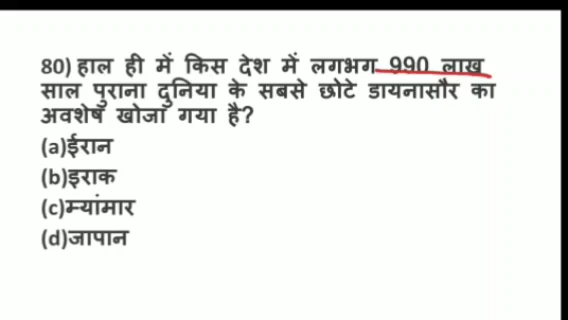 80) हाल ही में किस देश में लगभग 990 लाख
साल पुराना दुनिया के सबसे छोटे डायनासौर का
अवशेष खोजा गया है?
(a)ईरान
(b)इराक
(c)म्यांमार
(d)जापान